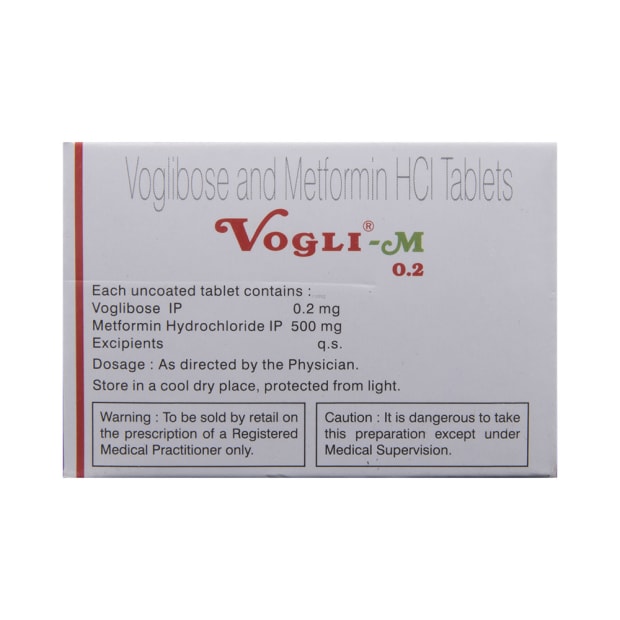 Voglibose and Metformin HCl Tablets
VOGLI®-M
0.2
Each uncoated tablet contains :
Voglibose IP 0.2 mg
Metformin Hydrochloride IP 500 mg
Excipients q.s.
Dosage : As directed by the Physician.
Store in a cool dry place, protected from light.
Warning : To be sold by retail on
the prescription of a Registered
Medical Practitioner only.
Caution : It is dangerous to take
this preparation except under
Medical Supervision.